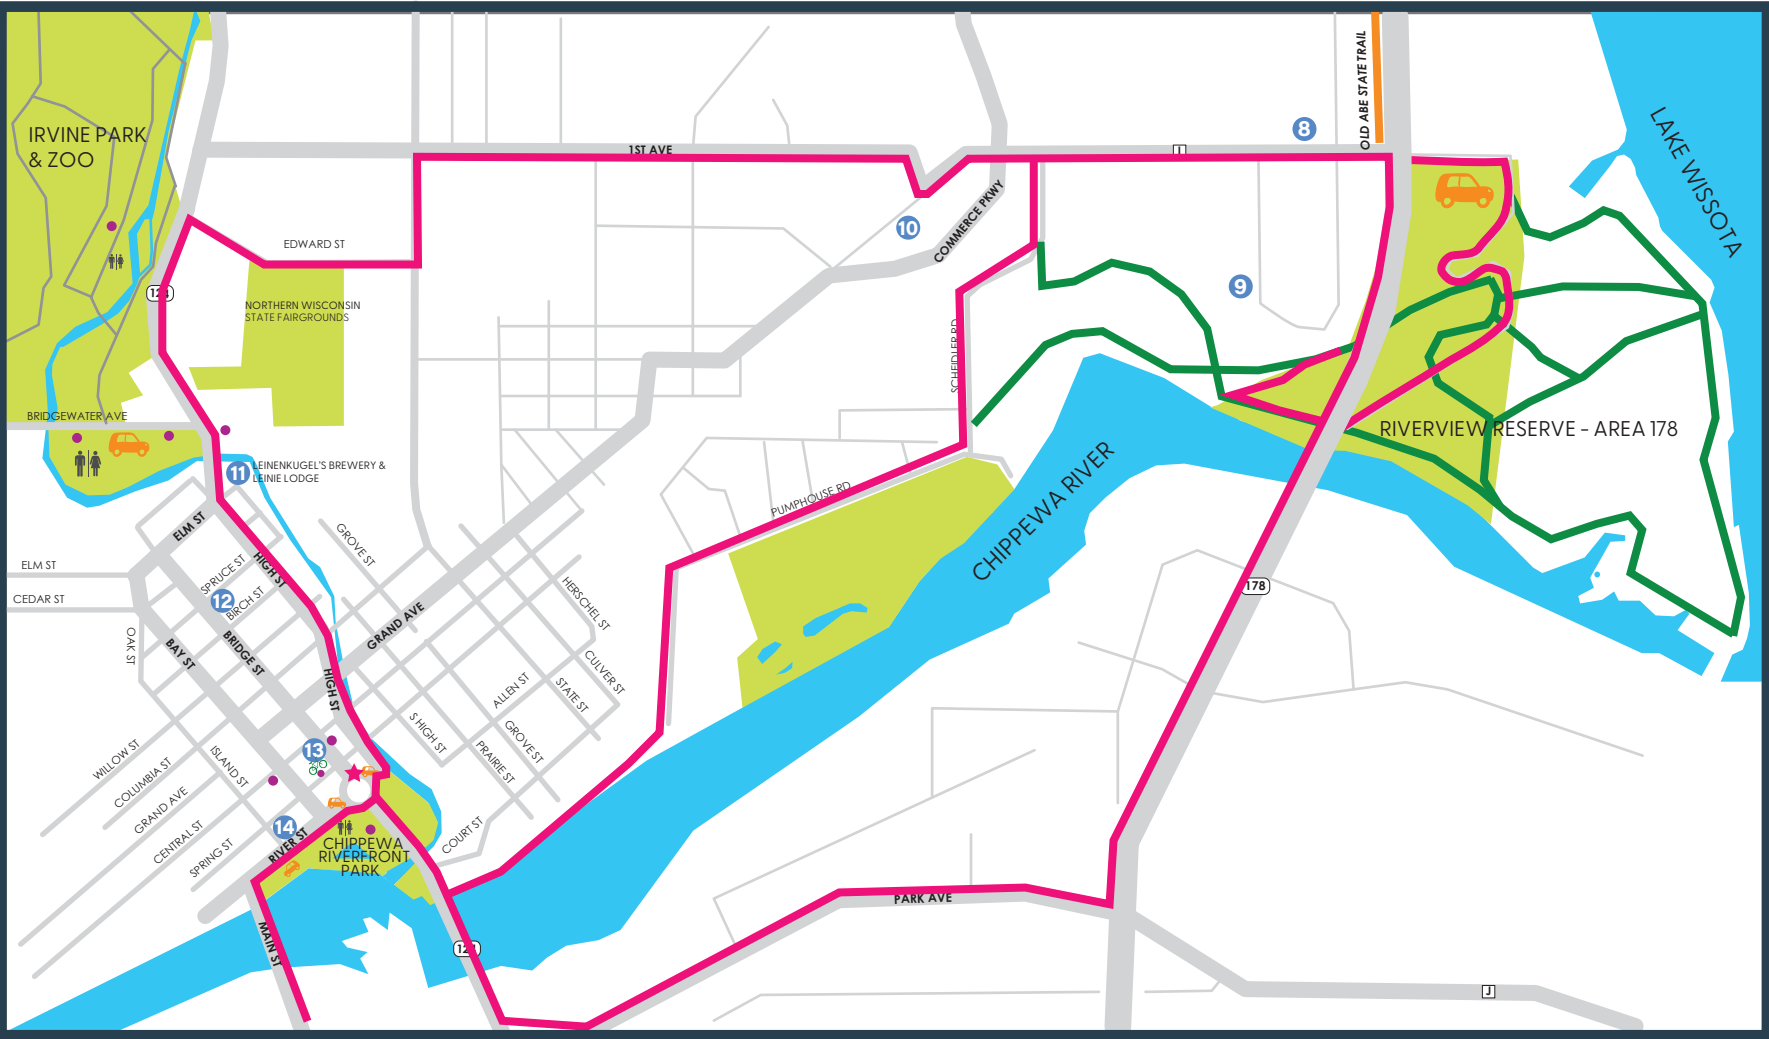 OLD ABE STATE TRAIL
8
IRVINE PARK
& ZOO
1ST AVE
I
LAKE WISSOTA
10
COMMERCE PKWY
EDWARD ST
9
124
NORTHERN WISCONSIN
STATE FAIRGROUNDS
SCHEIDLER RD
BRIDGEWATER AVE
RIVERVIEW RESERVE - AREA 178
11
LEINENKUGEL'S BREWERY &
LEINIE LODGE
PUMPHOUSE RD
CHIPPEWA RIVER
ELM ST
GROVE ST
ELM ST
HIGH ST
SPRUCE ST
CEDAR ST
12
BIRCH ST
HERSCHEL ST
178
GRAND AVE
OAK ST
BAY ST
BRIDGE ST
HIGH ST
CULVER ST
ALLEN ST
STATE ST
S HIGH ST
GROVE ST
PRAIRIE ST
13
WILLOW ST
ISLAND ST
COLUMBIA ST
GRAND AVE
CENTRAL ST
SPRING ST
14
RIVER ST
COURT ST
CHIPPEWA
RIVERFRONT
PARK
PARK AVE
MAIN ST
J